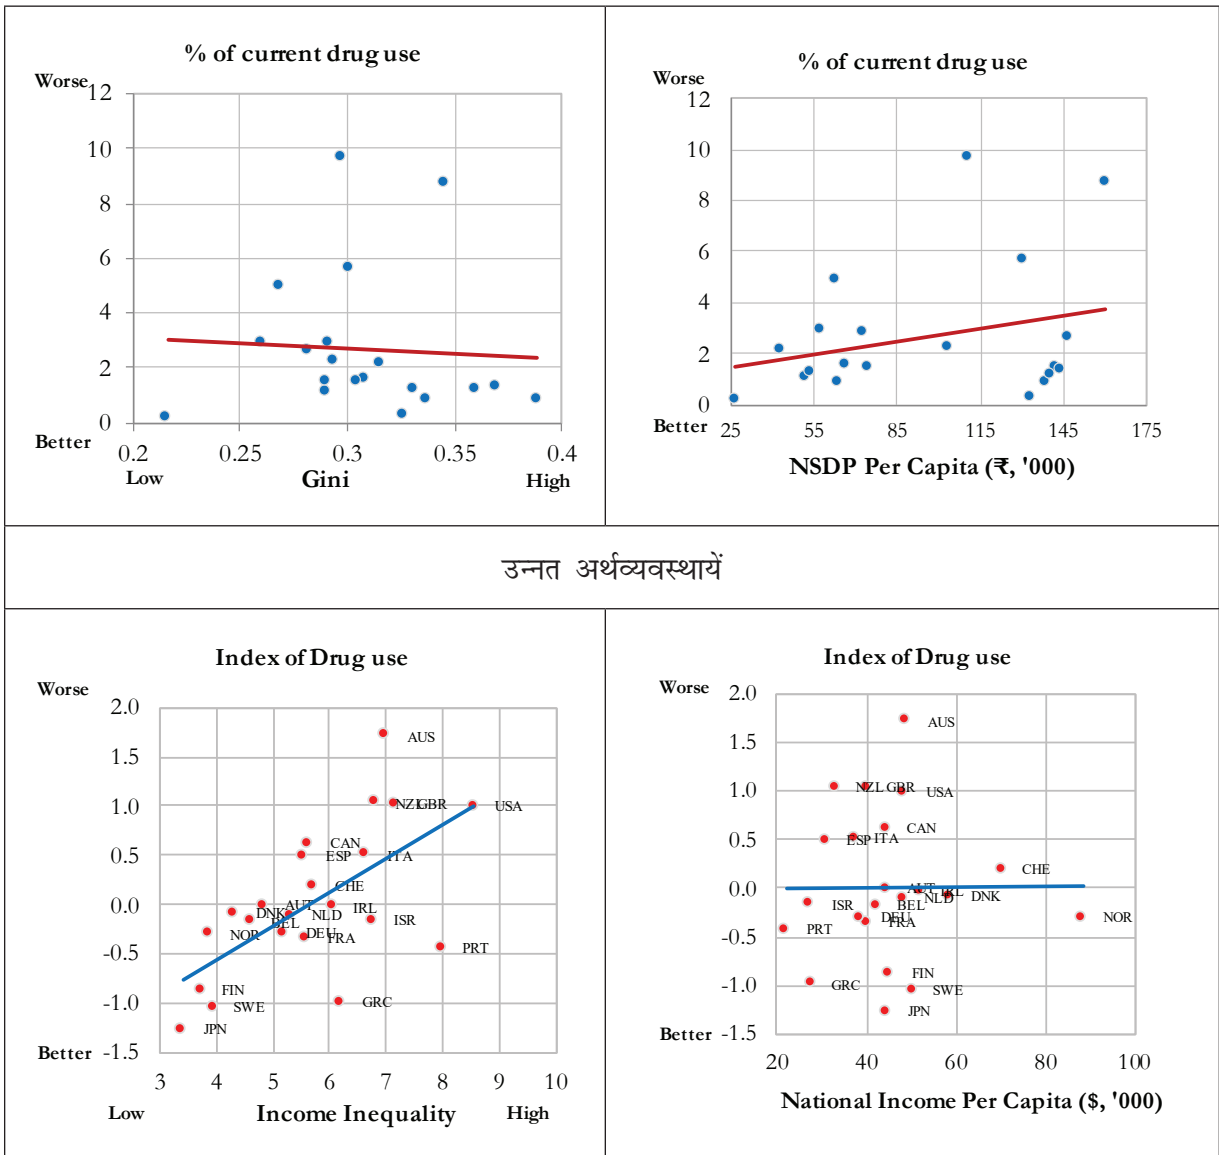 % of current drug use
Worse
12
10
8
6
4
2
0
Better
0.2 0.25 0.3 0.35 0.4
Low Gini High
% of current drug use
Worse
12
10
8
6
4
2
0
Better
25 55 85 115 145 175
NSDP Per Capita (₹, '000)
उन्नत अर्थव्यवस्थायें
Index of Drug use
Worse
2.0
1.5
1.0
0.5
0.0
-0.5
-1.0
-1.5
Better
AUS
NZL GBR USA
CAN
ESP ITA
CHE
AUT IRL
DNK NLD ISR
BEL
NOR DEU FRA
PRT
FIN
SWE GRC
JPN
3 4 5 6 7 8 9 10
Low Income Inequality High
Index of Drug use
Worse
2.0
1.5
1.0
0.5
0.0
-0.5
-1.0
-1.5
Better
AUS
NZL GBR USA
CAN
ESP ITA
CHE
AUT IRL DNK
ISR BEL NLD
DEU NOR
PRT FRA
FIN
GRC SWE
JPN
20 40 60 80 100
National Income Per Capita ($, '000)